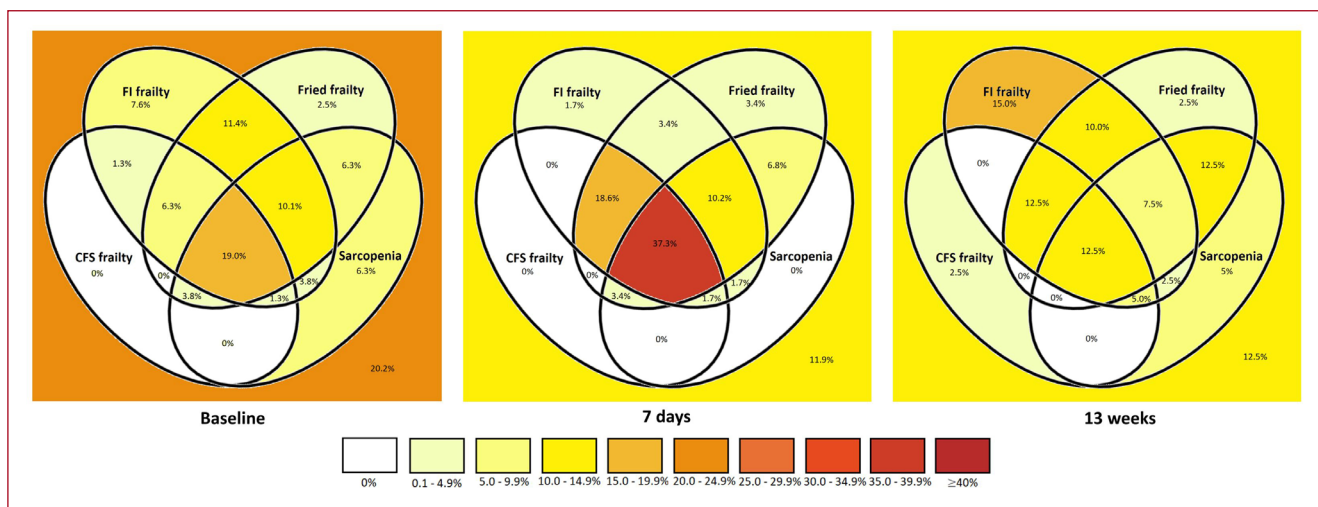 FI frailty
7.6%
Fried frailty
2.5%
11.4%
1.3%
6.3%
6.3%
10.1%
19.0%
CFS frailty
0%
Sarcopenia
6.3%
0%
3.8%
3.8%
1.3%
0%
20.2%
Baseline
FI frailty
1.7%
Fried frailty
3.4%
3.4%
0%
6.8%
18.6%
10.2%
37.3%
CFS frailty
0%
Sarcopenia
0%
0%
1.7%
3.4%
1.7%
0%
11.9%
7 days
FI frailty
15.0%
Fried frailty
2.5%
10.0%
0%
12.5%
12.5%
7.5%
12.5%
CFS frailty
2.5%
Sarcopenia
5%
0%
2.5%
0%
5.0%
0%
12.5%
13 weeks
0%
0.1 - 4.9%
5.0 - 9.9%
10.0 - 14.9%
15.0 - 19.9%
20.0 - 24.9%
25.0 - 29.9%
30.0 - 34.9%
35.0 - 39.9%
≥40%